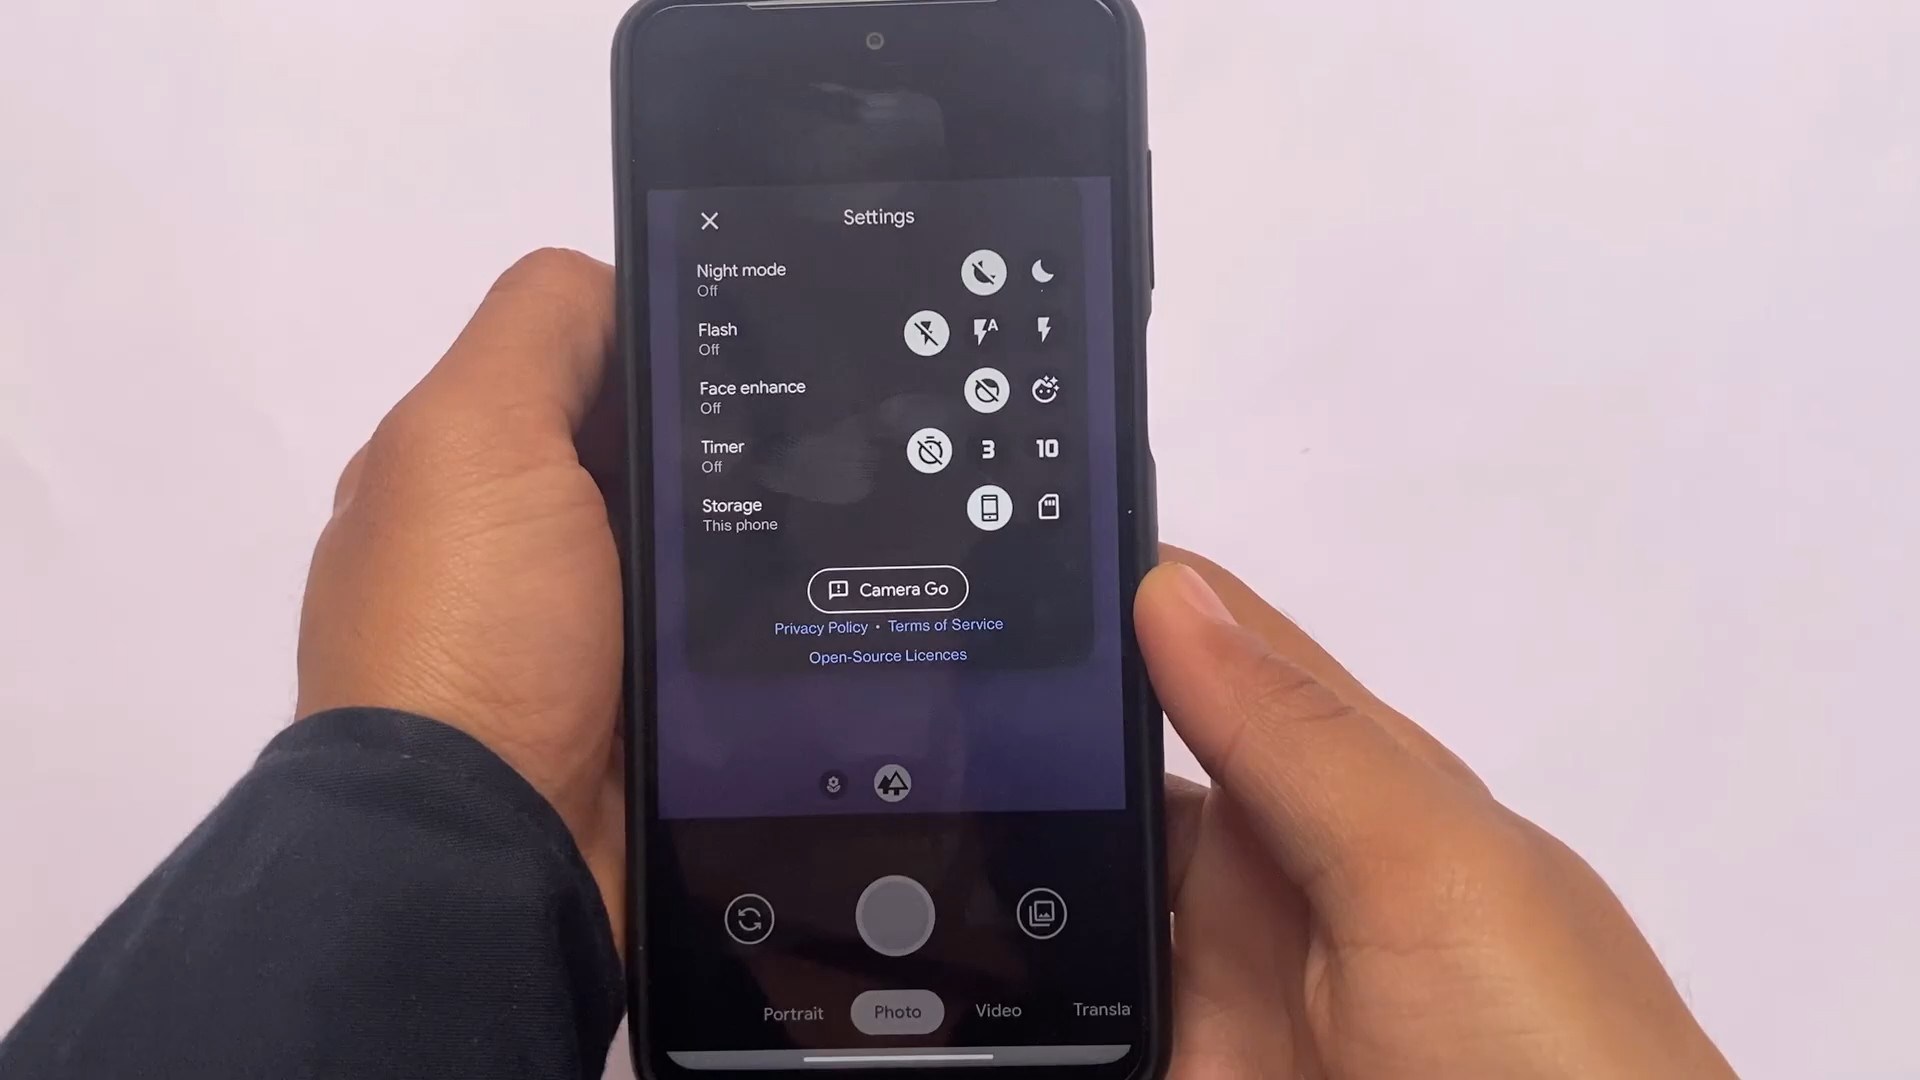 Settings
Night mode
Off
Flash
Off
A
Face enhance
Off
Timer
Off
3 10
Storage
This phone
Camera Go
Privacy Policy • Terms of Service
Open-Source Licences
Portrait Photo Video Transla